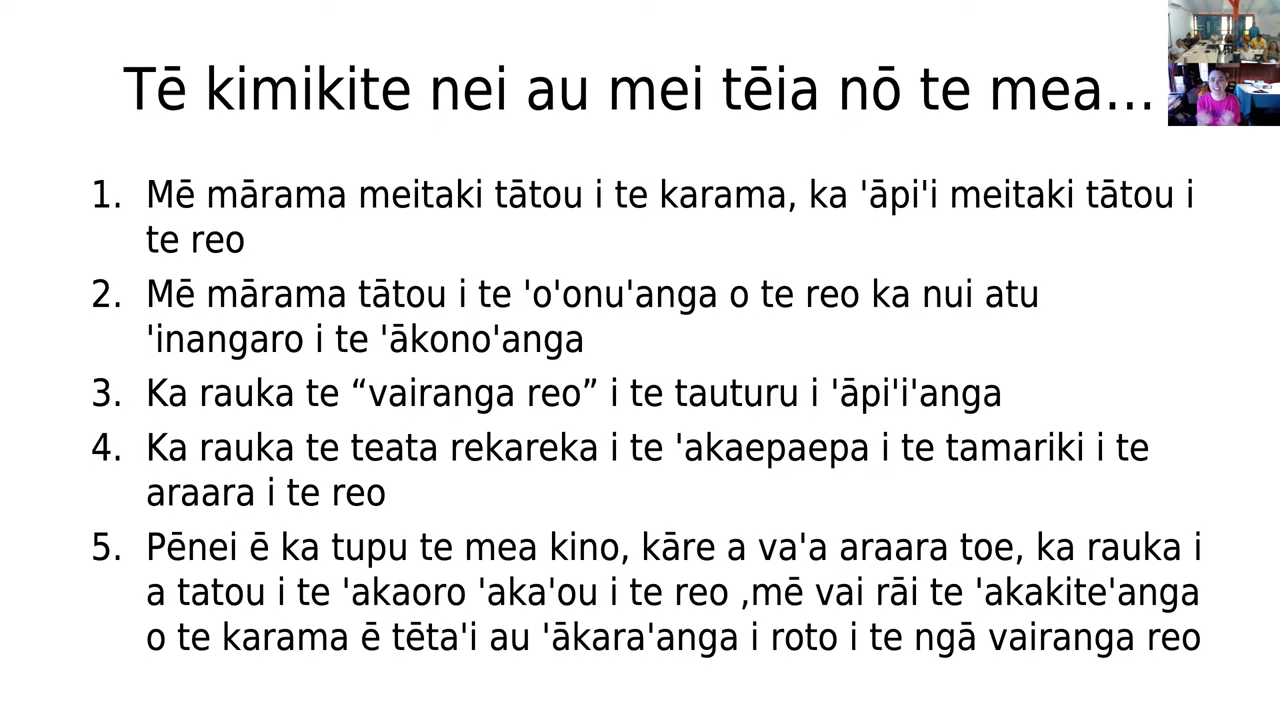 Tē kimikite nei au mei tēia nō te mea...
1. Mē mārama meitaki tātou i te karama, ka 'āpi'i meitaki tātou i
te reo
2. Mē mārama tātou i te 'o'onu'anga o te reo ka nui atu
'inangaro i te 'ākono'anga
3. Ka rauka te “vairanga reo” i te tauturu i 'āpi'i'anga
4. Ka rauka te teata rekareka i te 'akaepaepa i te tamariki i te
araara i te reo
5. Pēnei ē ka tupu te mea kino, kāre a va'a araara toe, ka rauka i
a tatou i te 'akaoro 'aka'ou i te reo ,mē vai rāi te 'akakite'anga
o te karama ē tēta'i au 'ākara'anga i roto i te ngā vairanga reo